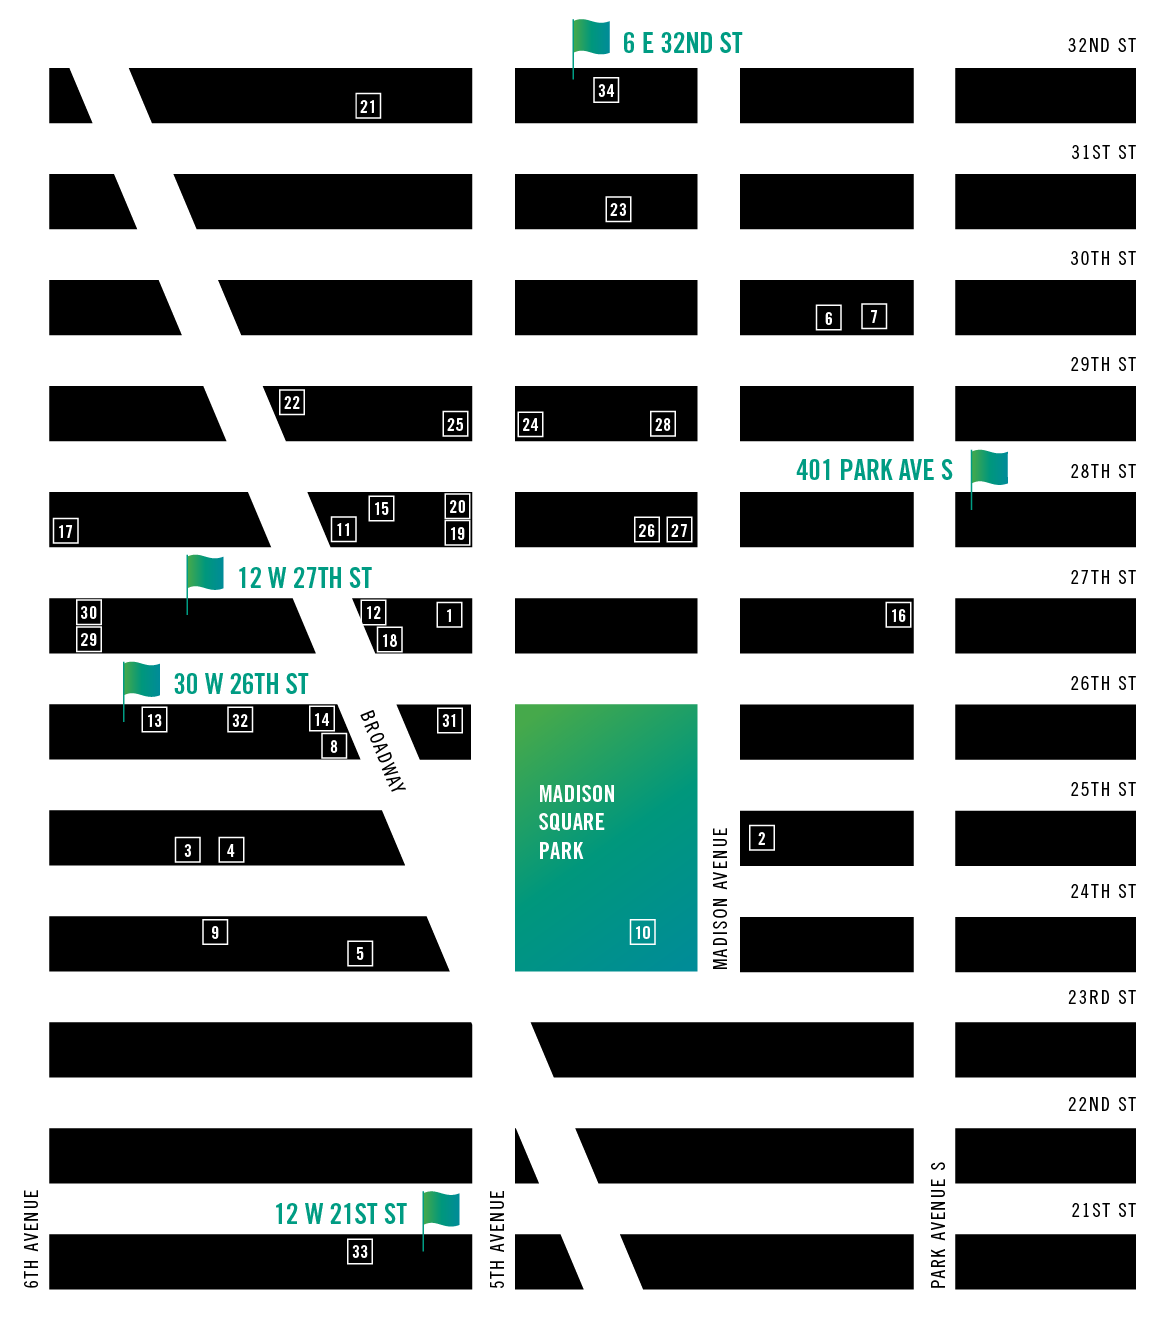 6 E 32ND ST
32ND ST
34
21
31ST ST
23
30TH ST
6
7
29TH ST
22
25
24
28
401 PARK AVE S
28TH ST
20
15
11
19
17
26
27
12 W 27TH ST
27TH ST
30
12
1
16
29
18
30 W 26TH ST
26TH ST
13
32
14
31
8
BROADWAY
25TH ST
MADISON
SQUARE
PARK
MADISON AVENUE
2
3
4
24TH ST
9
10
5
23RD ST
22ND ST
12 W 21ST ST
21ST ST
6TH AVENUE
5TH AVENUE
PARK AVENUE S
33